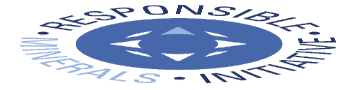 RESPONSIBLE
MINERALS • INITIATIVE